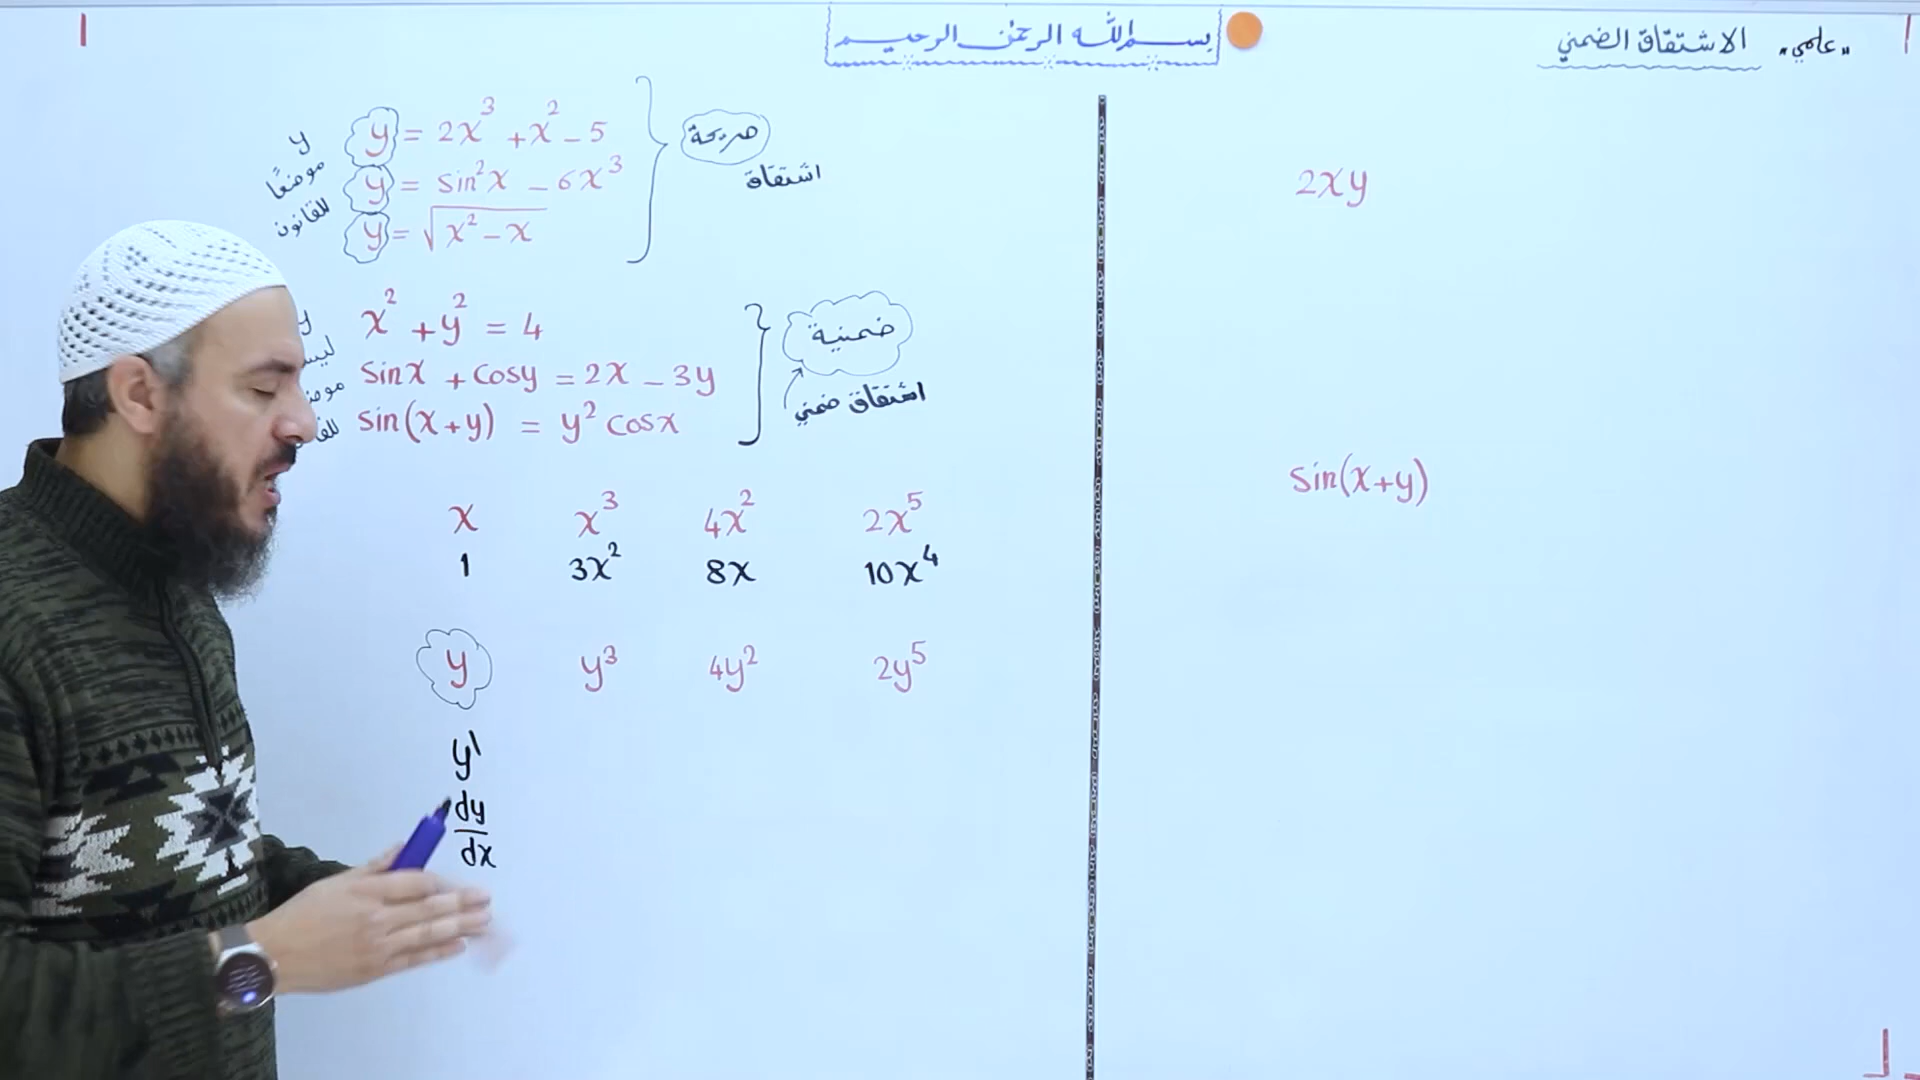 بسم الله الرحمن الرحيم
"علمي" الاشتقاق الضمني
y موضعًا للقانون
y = 2x³ + x² - 5
y = sin²x - 6x³
y = √(x² - x)
صريحة
اشتقاق
y
x² + y² = 4
sinx + cosy = 2x - 3y
sin(x+y) = y² cosx
ضمنية
اشتقاق ضمني
x x³ 4x² 2x⁵
1 3x² 8x 10x⁴
y y³ 4y² 2y⁵
y'
dy/dx
2xy
sin(x+y)